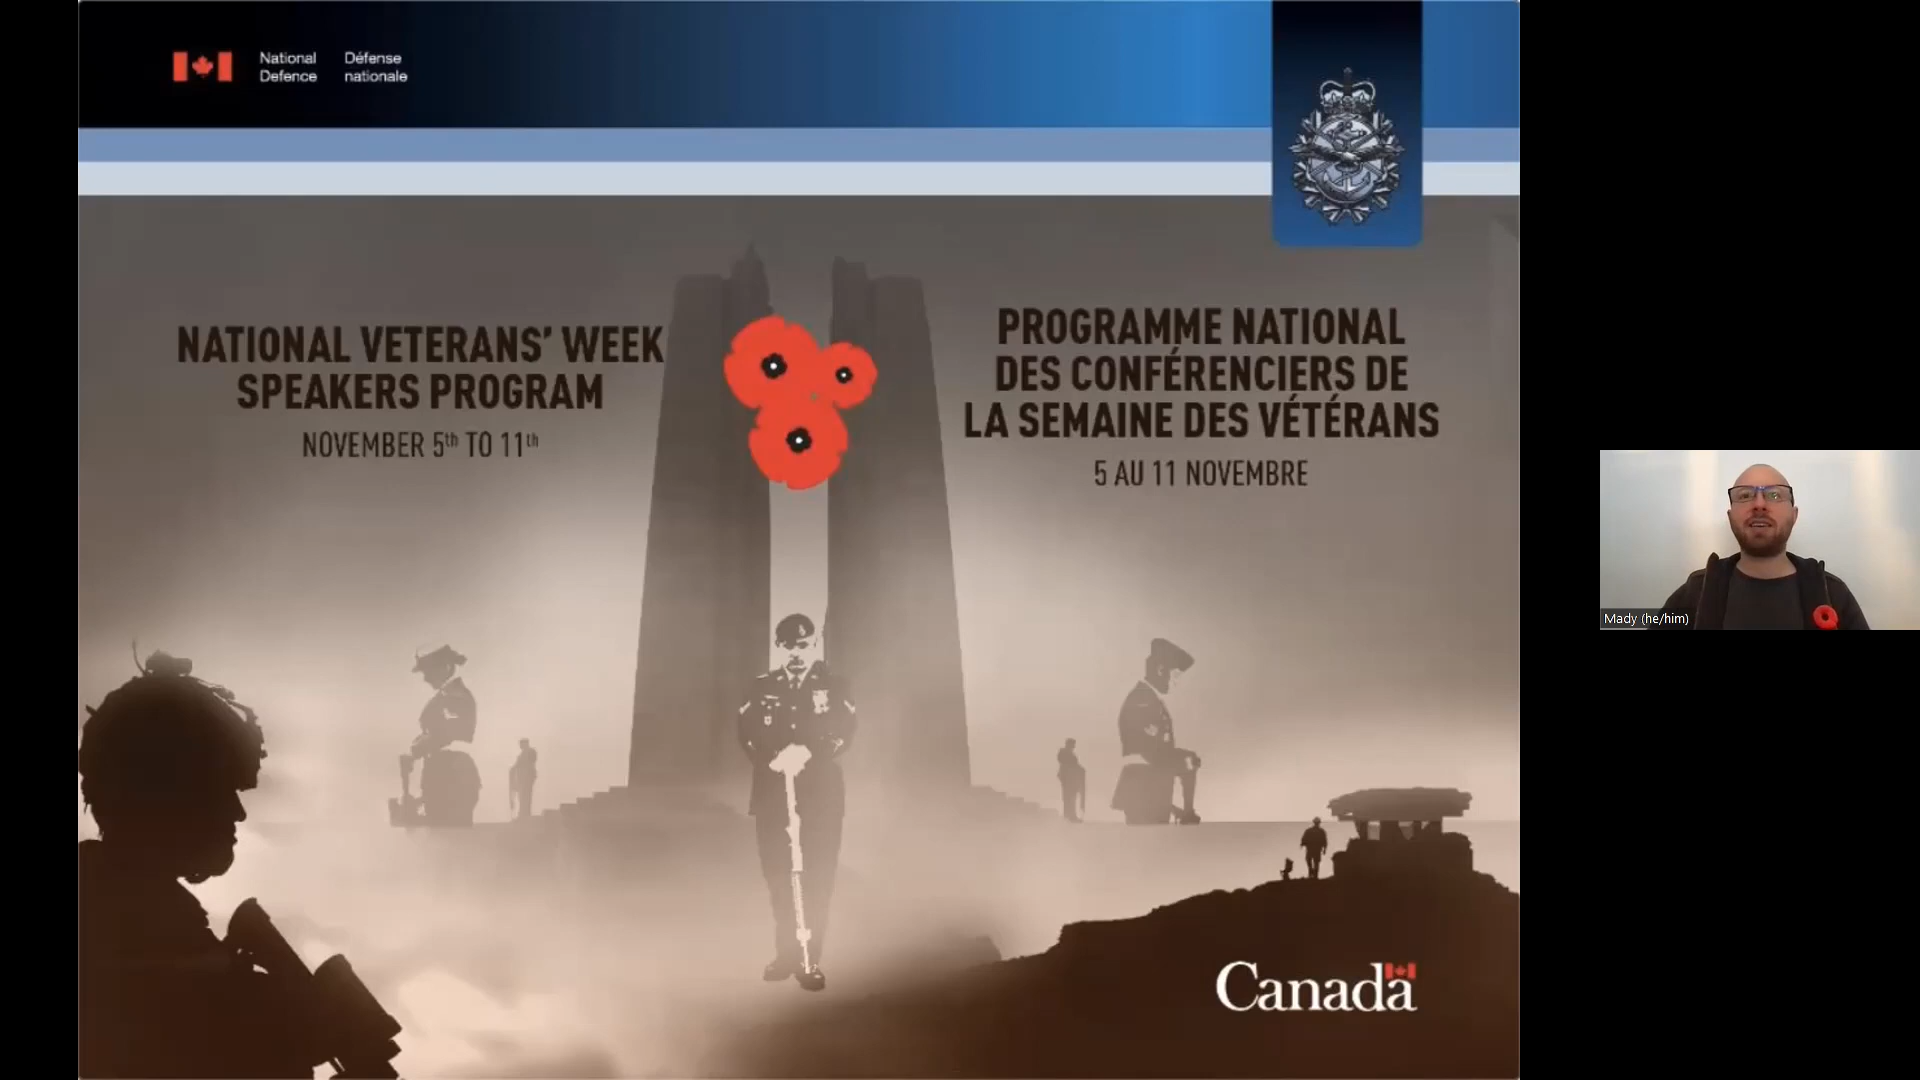 National
Defence
Défense
nationale
NATIONAL VETERANS' WEEK
SPEAKERS PROGRAM
NOVEMBER 5th TO 11th
PROGRAMME NATIONAL
DES CONFÉRENCIERS DE
LA SEMAINE DES VÉTÉRANS
5 AU 11 NOVEMBRE
Mady (he/him)
Canada